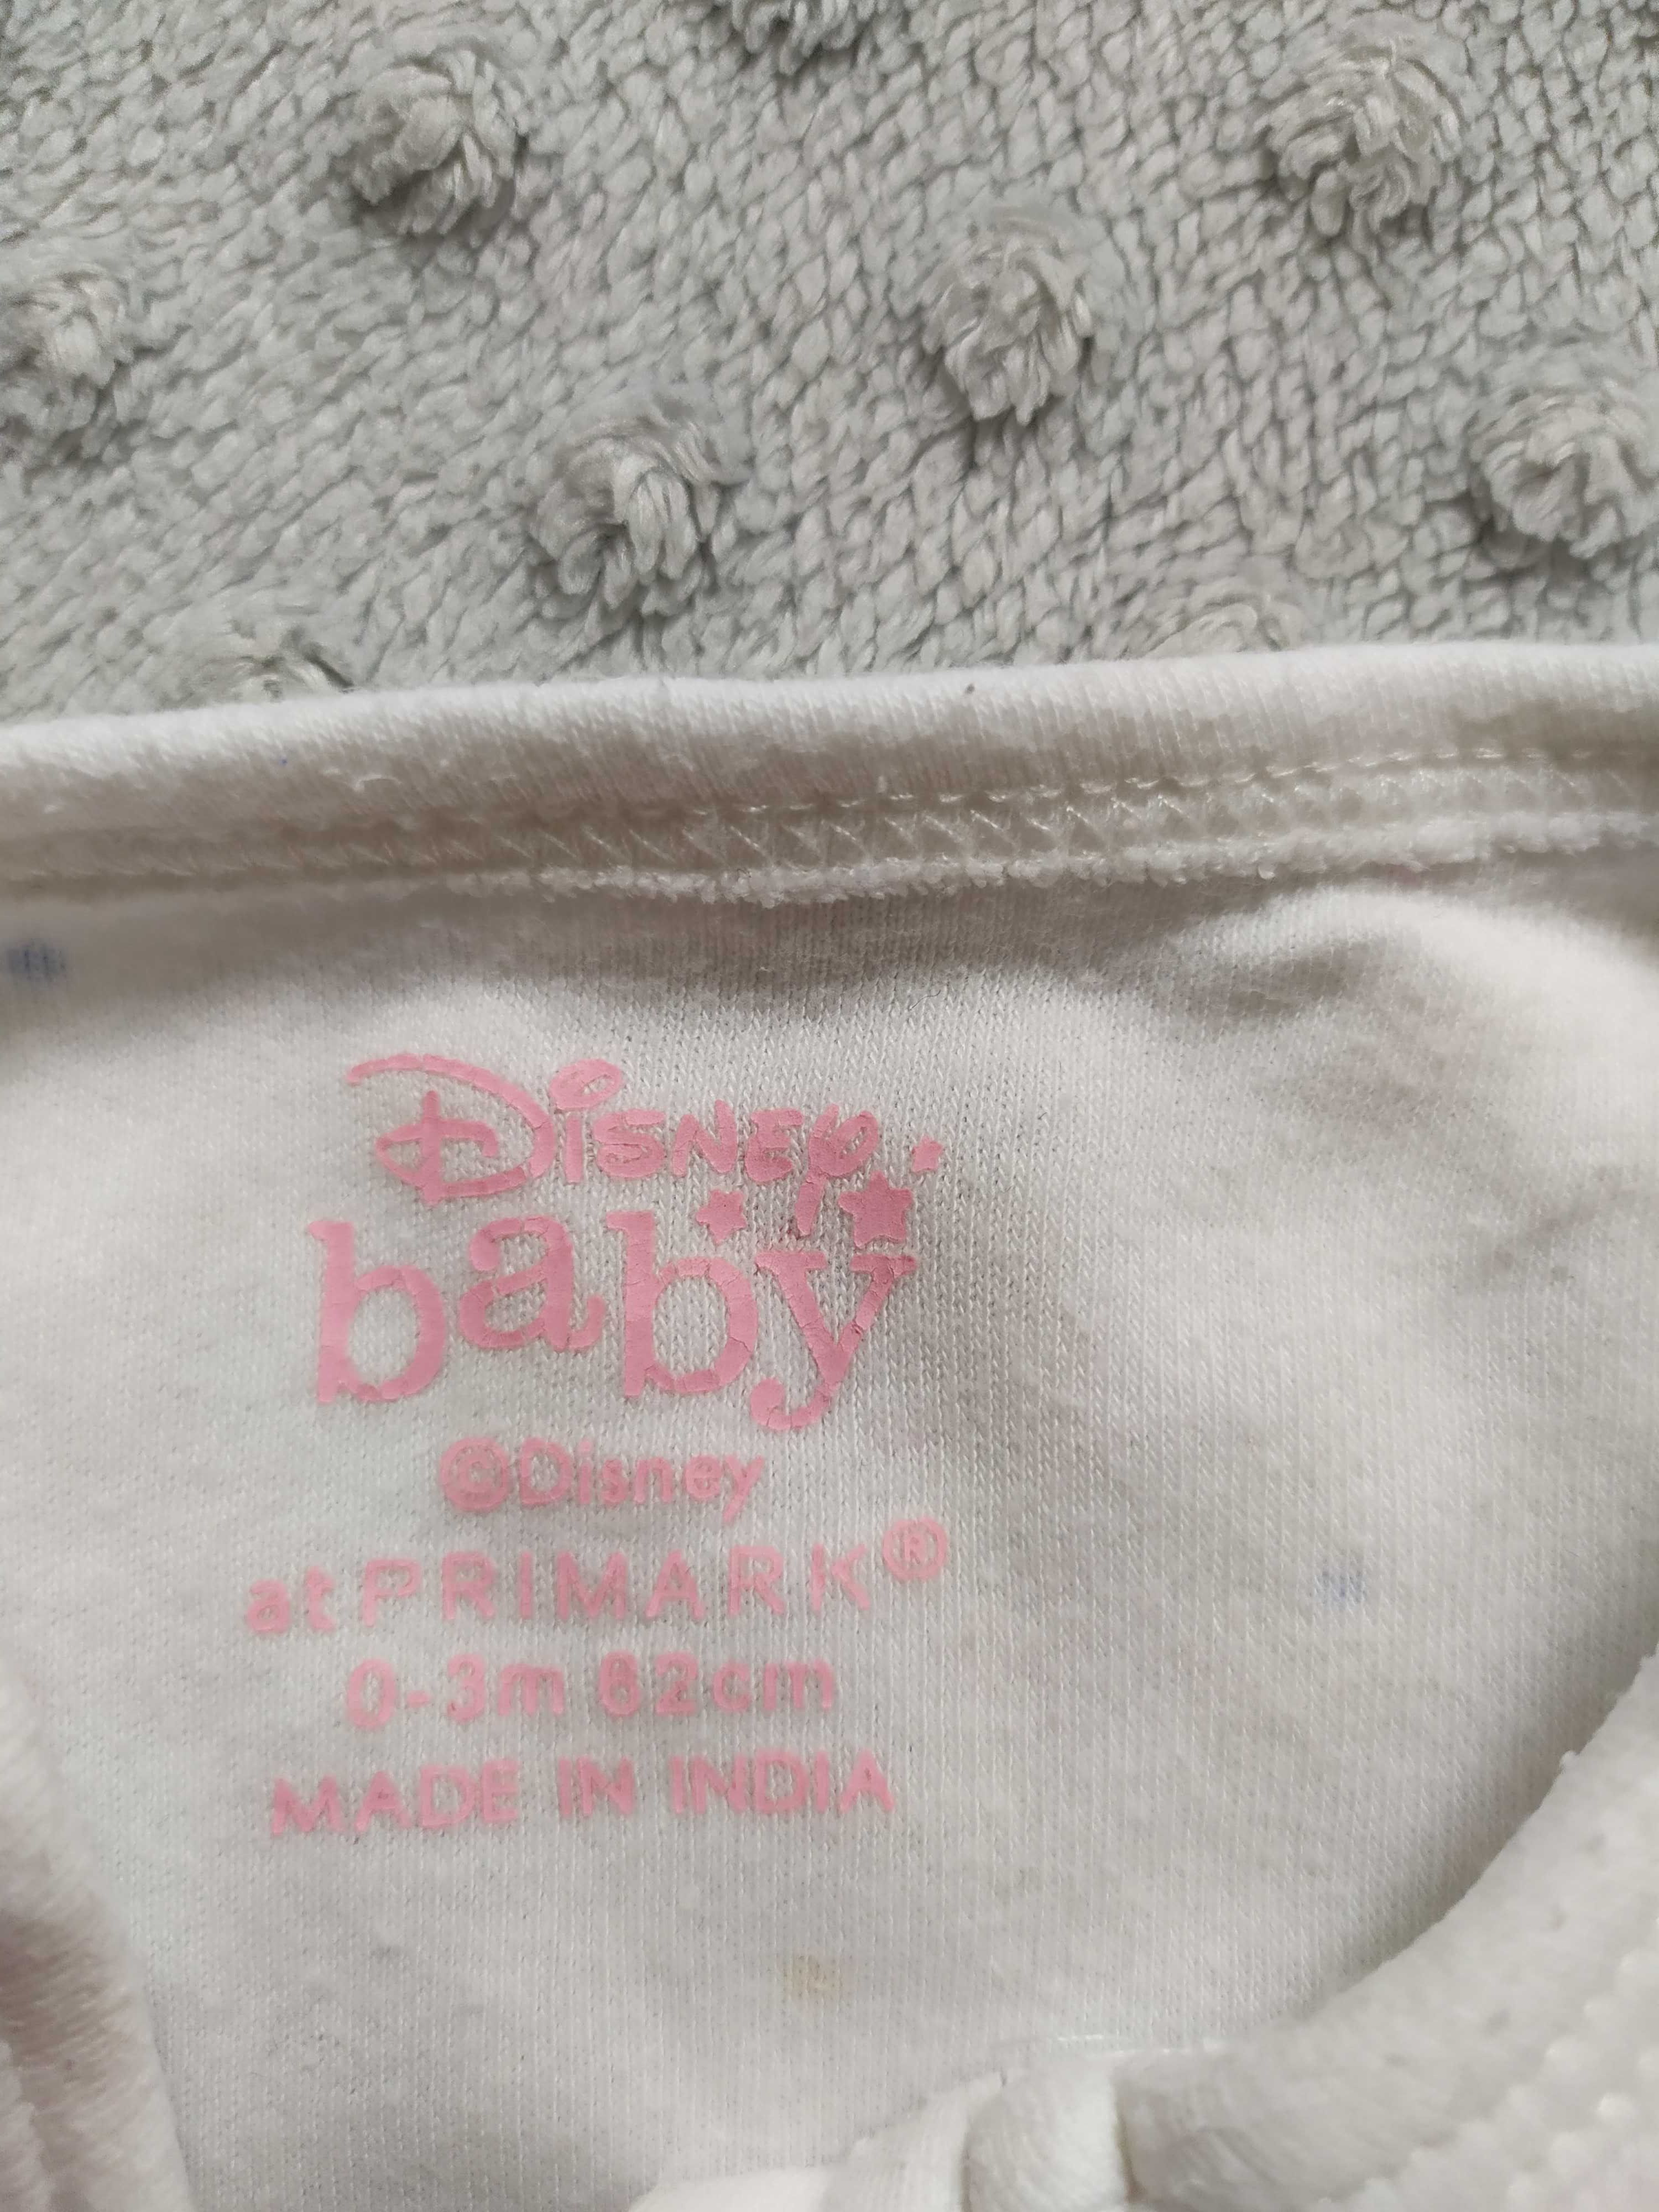 Disney
baby
©Disney
at PRIMARK®
0-3m 62cm
MADE IN INDIA